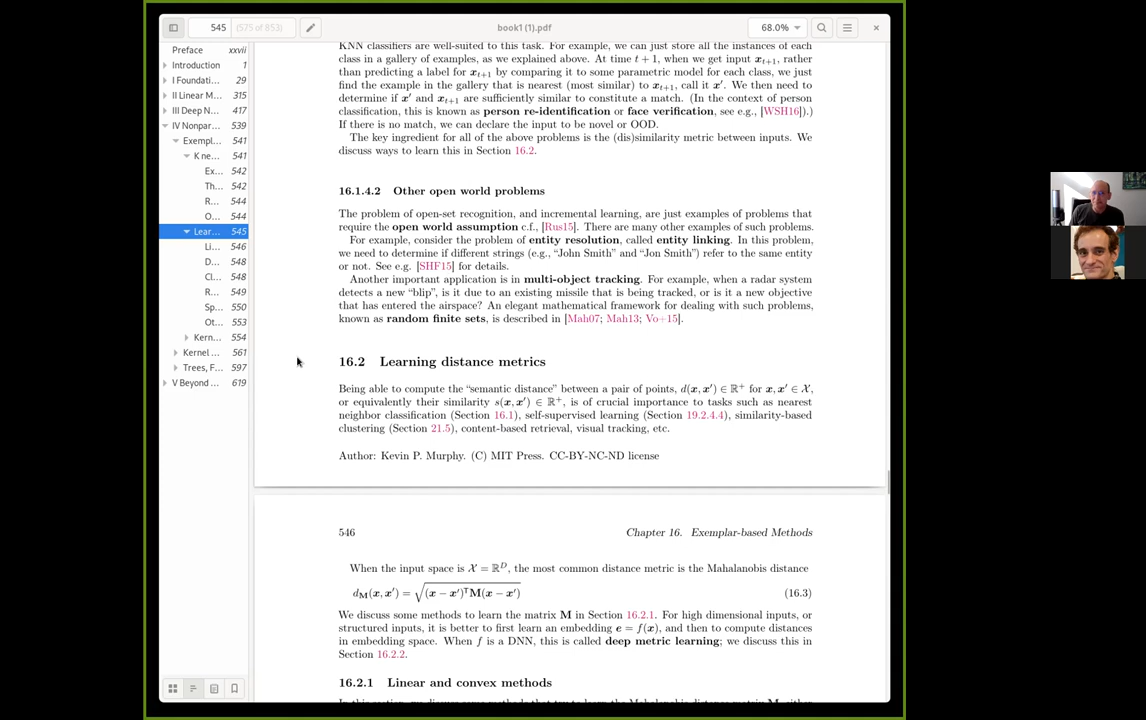 545
(575 of 853)
book1 (1).pdf
68.0%
Preface xxvii
Introduction 1
I Foundati... 29
II Linear M... 315
III Deep N... 417
IV Nonpar... 539
Exempl... 541
K ne... 541
Ex... 542
Th... 542
R... 544
O... 544
Lear... 545
Li... 546
D... 548
Cl... 548
R... 549
Sp... 550
Ot... 553
Kern... 554
Kernel ... 561
Trees, F... 597
V Beyond ... 619
KNN classifiers are well-suited to this task. For example, we can just store all the instances of each
class in a gallery of examples, as we explained above. At time t + 1, when we get input x_{t+1}, rather
than predicting a label for x_{t+1} by comparing it to some parametric model for each class, we just
find the example in the gallery that is nearest (most similar) to x_{t+1}, call it x′. We then need to
determine if x′ and x_{t+1} are sufficiently similar to constitute a match. (In the context of person
classification, this is known as person re-identification or face verification, see e.g., [WSH16]).)
If there is no match, we can declare the input to be novel or OOD.
The key ingredient for all of the above problems is the (dis)similarity metric between inputs. We
discuss ways to learn this in Section 16.2.
16.1.4.2 Other open world problems
The problem of open-set recognition, and incremental learning, are just examples of problems that
require the open world assumption c.f., [Rus15]. There are many other examples of such problems.
For example, consider the problem of entity resolution, called entity linking. In this problem,
we need to determine if different strings (e.g., “John Smith” and “Jon Smith”) refer to the same entity
or not. See e.g. [SHF15] for details.
Another important application is in multi-object tracking. For example, when a radar system
detects a new “blip”, is it due to an existing missile that is being tracked, or is it a new objective
that has entered the airspace? An elegant mathematical framework for dealing with such problems,
known as random finite sets, is described in [Mah07; Mah13; Vo+15].
16.2 Learning distance metrics
Being able to compute the “semantic distance” between a pair of points, d(x, x′) ∈ ℝ⁺ for x, x′ ∈ 𝒳,
or equivalently their similarity s(x, x′) ∈ ℝ⁺, is of crucial importance to tasks such as nearest
neighbor classification (Section 16.1), self-supervised learning (Section 19.2.4.4), similarity-based
clustering (Section 21.5), content-based retrieval, visual tracking, etc.
Author: Kevin P. Murphy. (C) MIT Press. CC-BY-NC-ND license
546 Chapter 16. Exemplar-based Methods
When the input space is 𝒳 = ℝ^D, the most common distance metric is the Mahalanobis distance
d_M(x, x′) = √((x − x′)ᵀM(x − x′)) (16.3)
We discuss some methods to learn the matrix M in Section 16.2.1. For high dimensional inputs, or
structured inputs, it is better to first learn an embedding e = f(x), and then to compute distances
in embedding space. When f is a DNN, this is called deep metric learning; we discuss this in
Section 16.2.2.
16.2.1 Linear and convex methods